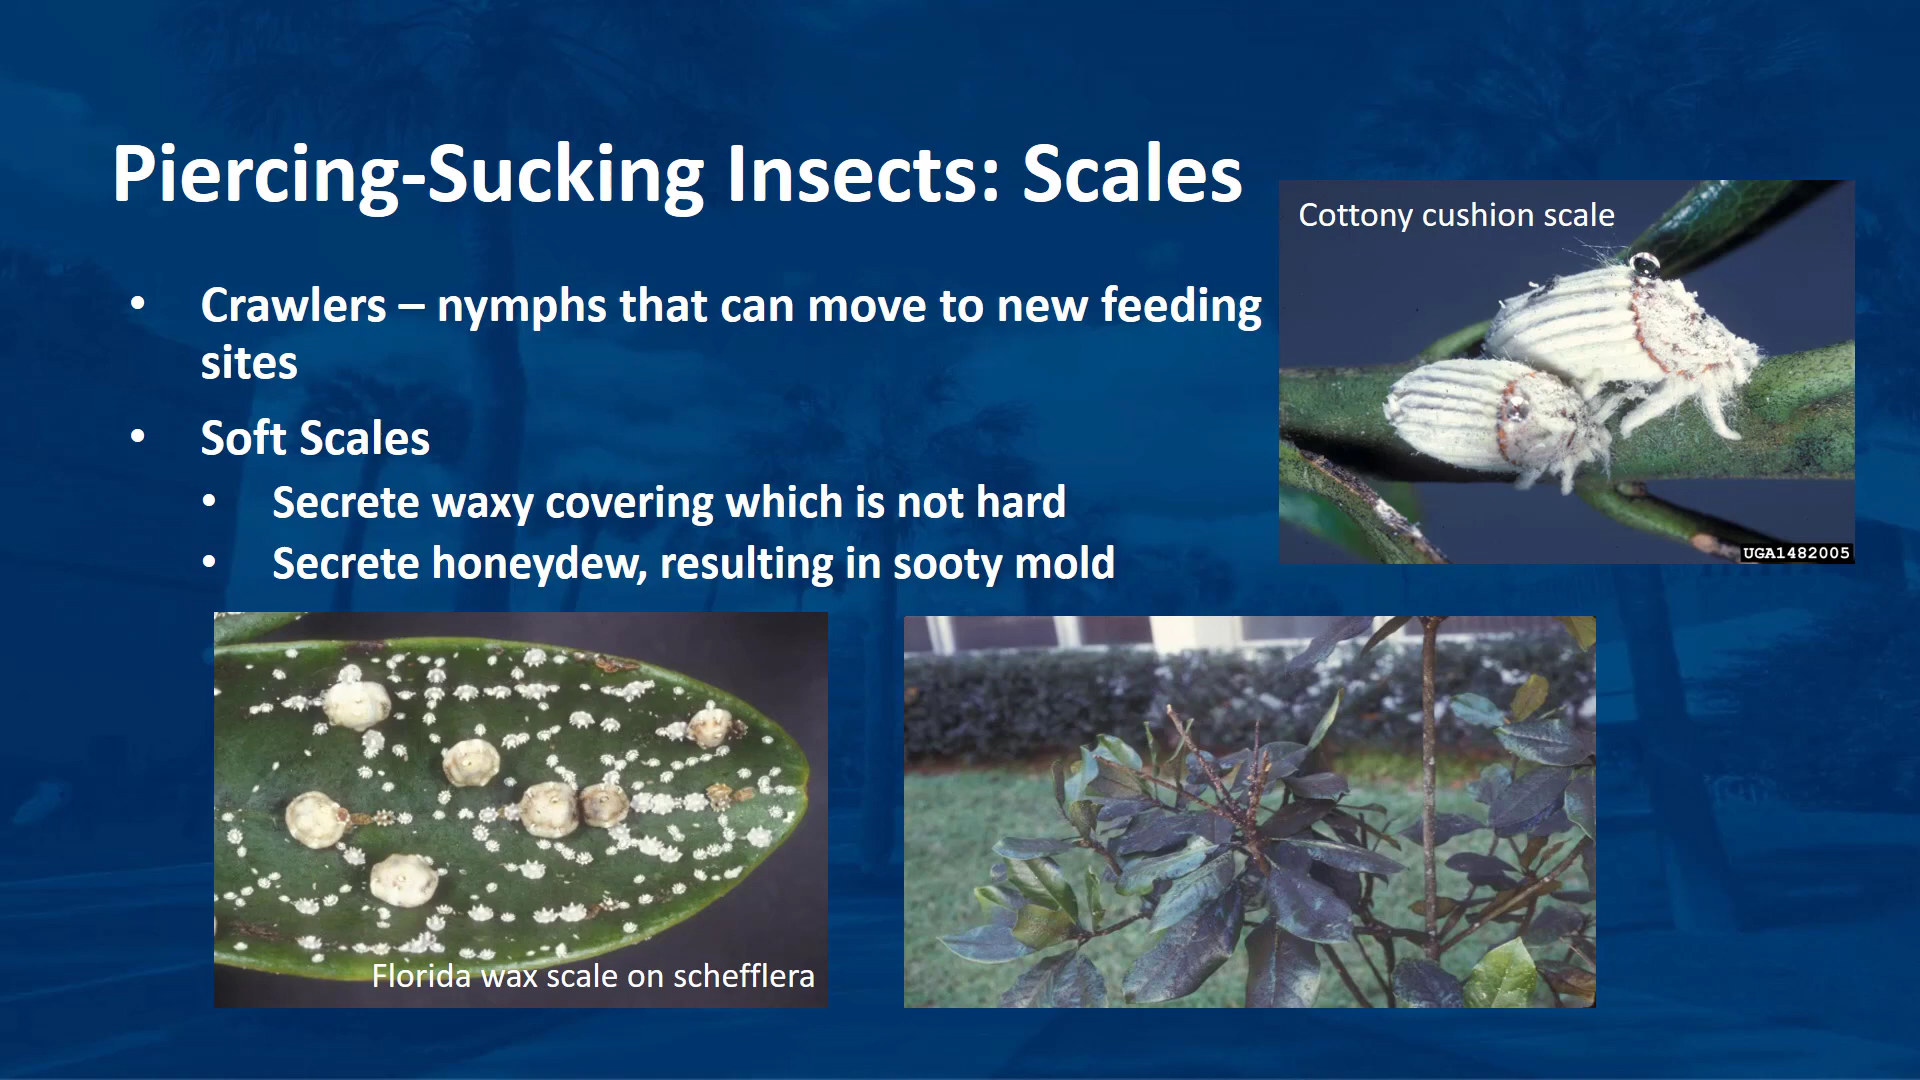 Piercing-Sucking Insects: Scales
Cottony cushion scale
• Crawlers – nymphs that can move to new feeding
sites
• Soft Scales
• Secrete waxy covering which is not hard
• Secrete honeydew, resulting in sooty mold
UGA1482005
Florida wax scale on schefflera